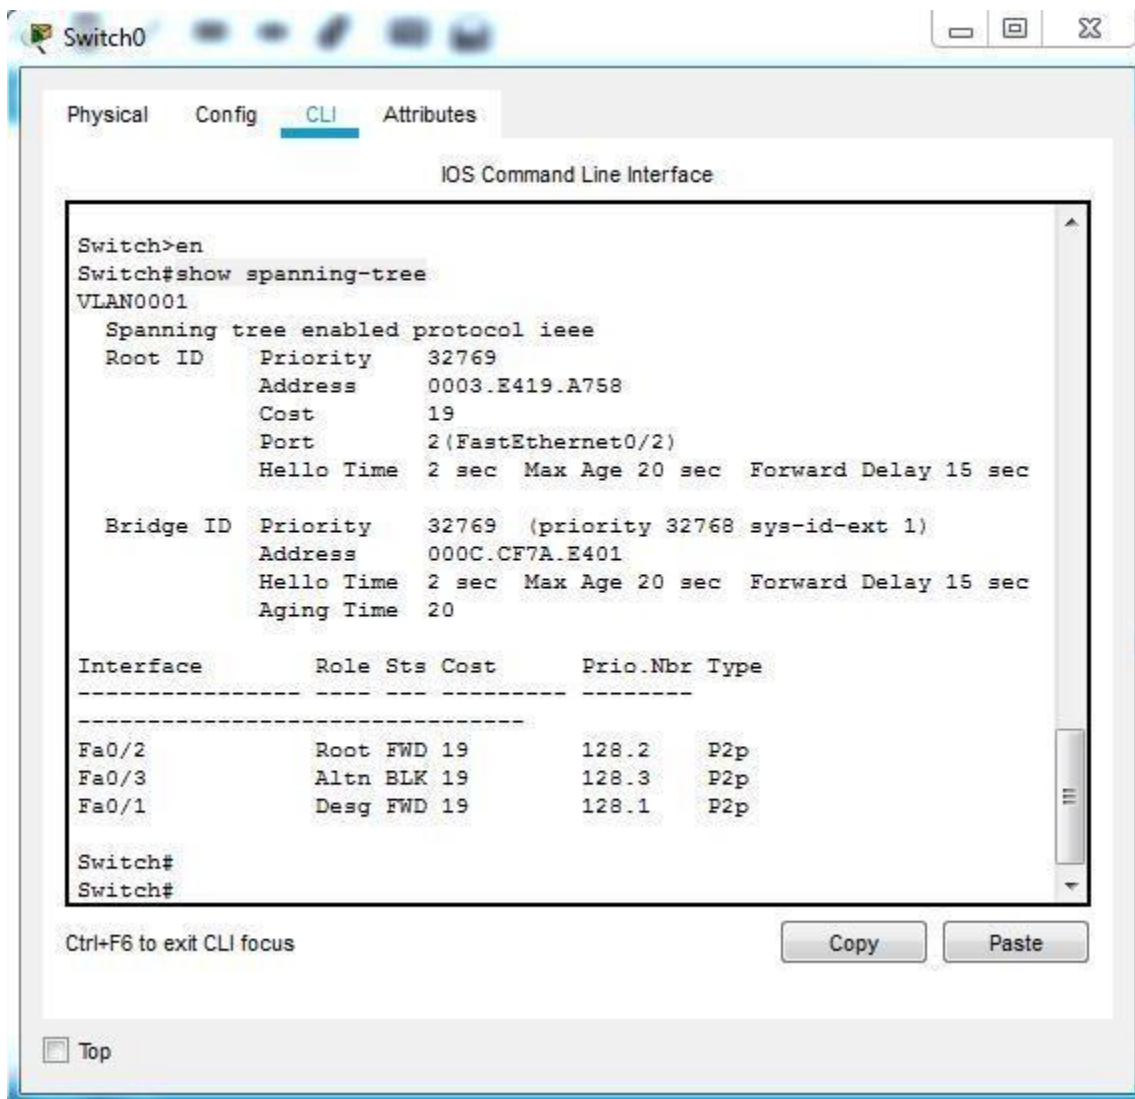 Switch0
Physical Config CLI Attributes
IOS Command Line Interface
Switch>en
Switch#show spanning-tree
VLAN0001
  Spanning tree enabled protocol ieee
  Root ID    Priority    32769
             Address     0003.E419.A758
             Cost        19
             Port        2(FastEthernet0/2)
             Hello Time  2 sec  Max Age 20 sec  Forward Delay 15 sec
  Bridge ID  Priority    32769  (priority 32768 sys-id-ext 1)
             Address     000C.CF7A.E401
             Hello Time  2 sec  Max Age 20 sec  Forward Delay 15 sec
             Aging Time  20
Interface        Role Sts Cost      Prio.Nbr Type
---------------- ---- --- --------- --------
--------------------------------
Fa0/2            Root FWD 19        128.2    P2p
Fa0/3            Altn BLK 19        128.3    P2p
Fa0/1            Desg FWD 19        128.1    P2p
Switch#
Switch#
Ctrl+F6 to exit CLI focus Copy Paste
Top